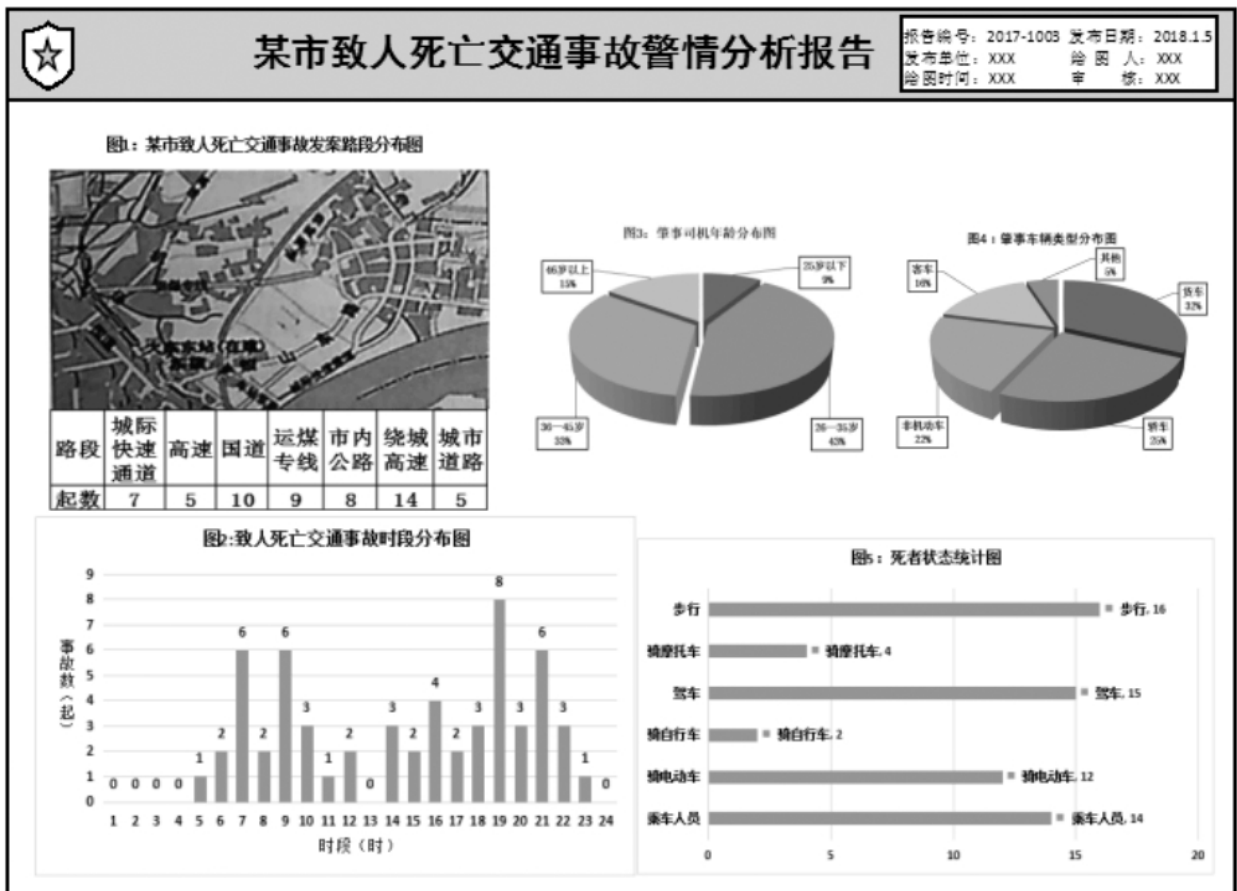 某市致人死亡交通事故警情分析报告
报告编号：2017-1003 发布日期：2018.1.5
发布单位：XXX 绘图人：XXX
绘图时间：XXX 审核：XXX
图1：某市致人死亡交通事故发案路段分布图
路段 城际快速通道 高速 国道 运煤专线 市内公路 绕城高速 城市道路
起数 7 5 10 9 8 14 5
图3：肇事司机年龄分布图
46岁以上
15%
25岁以下
9%
36—45岁
33%
26—35岁
43%
图4：肇事车辆类型分布图
其他
5%
客车
16%
货车
32%
非机动车
22%
轿车
25%
图2:致人死亡交通事故时段分布图
事故数（起）
9
8
7
6
5
4
3
2
1
0
0 0 0 0 1 2 6 2 6 3 1 2 0 3 2 4 2 3 8 3 6 3 1 0
1 2 3 4 5 6 7 8 9 10 11 12 13 14 15 16 17 18 19 20 21 22 23 24
时段（时）
图5：死者状态统计图
步行 步行, 16
骑摩托车 骑摩托车, 4
驾车 驾车, 15
骑自行车 骑自行车, 2
骑电动车 骑电动车, 12
乘车人员 乘车人员, 14
0 5 10 15 20